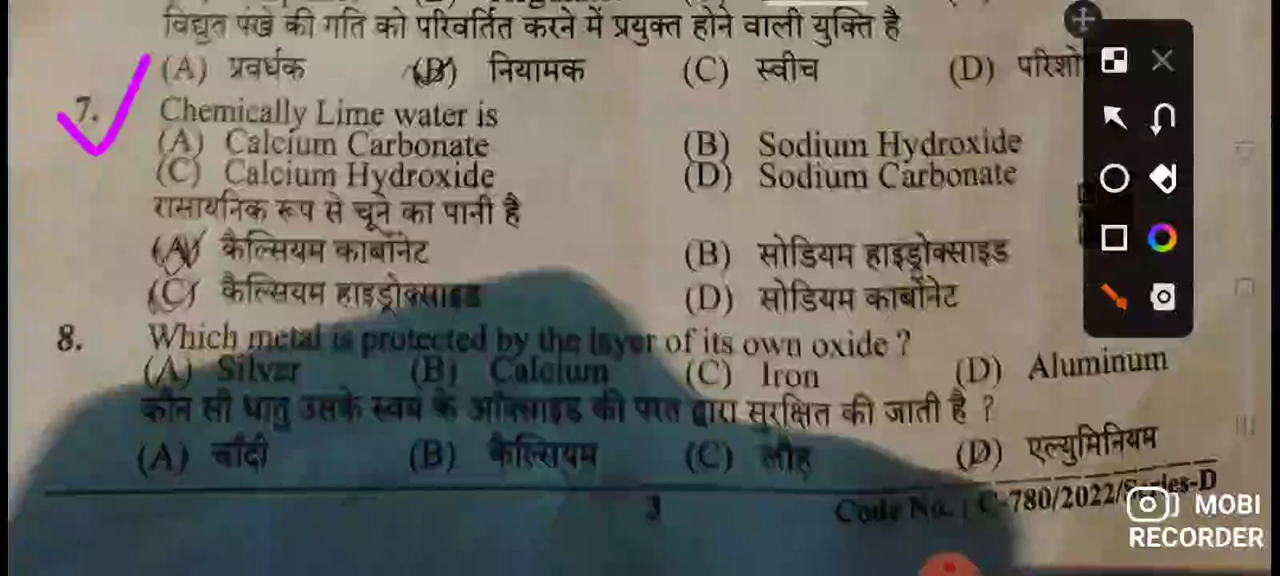 विद्युत पंखे की गति को परिवर्तित करने में प्रयुक्त होने वाली युक्ति है
(A) प्रवर्धक (B) नियामक (C) स्वीच (D) परिशो
7. Chemically Lime water is
(A) Calcium Carbonate (B) Sodium Hydroxide
(C) Calcium Hydroxide (D) Sodium Carbonate
रासायनिक रूप से चूने का पानी है
(A) कैल्सियम कार्बोनेट (B) सोडियम हाइड्रोक्साइड
(C) कैल्सियम हाइड्रोक्साइड (D) सोडियम कार्बोनेट
8. Which metal is protected by the layer of its own oxide ?
(A) Silver (B) Calcium (C) Iron (D) Aluminum
कौन सी धातु उसके स्वयं के ऑक्साइड की परत द्वारा सुरक्षित की जाती है ?
(A) चाँदी (B) कैल्सियम (C) लौह (D) एल्युमिनियम
3 Code No. : C-780/2022/Series-D
MOBI
RECORDER